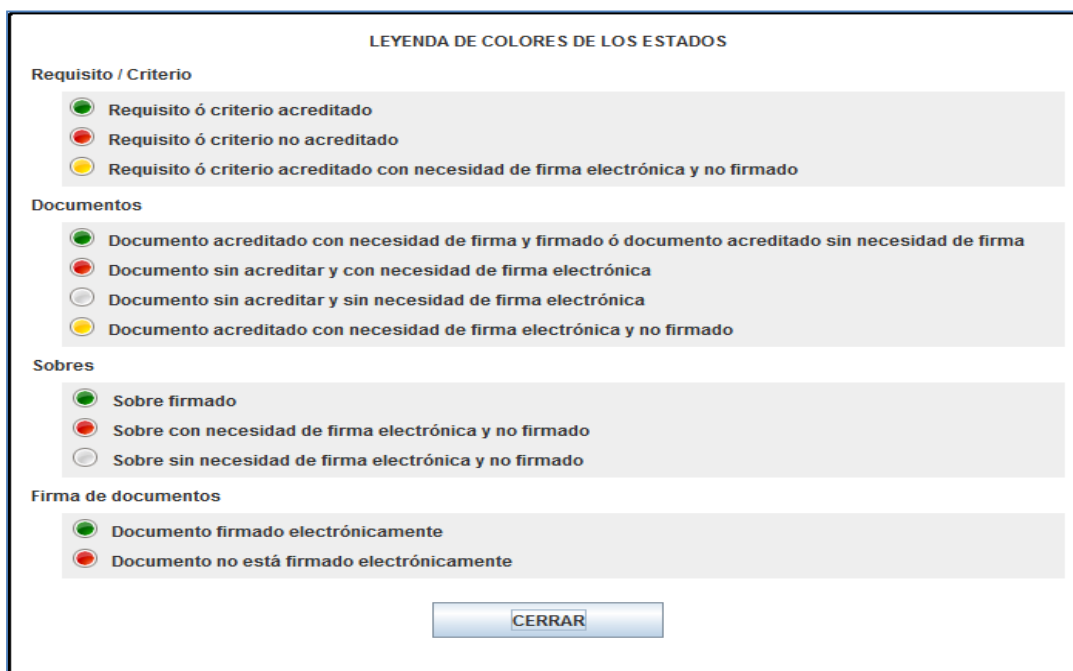 LEYENDA DE COLORES DE LOS ESTADOS
Requisito / Criterio
Requisito ó criterio acreditado
Requisito ó criterio no acreditado
Requisito ó criterio acreditado con necesidad de firma electrónica y no firmado
Documentos
Documento acreditado con necesidad de firma y firmado ó documento acreditado sin necesidad de firma
Documento sin acreditar y con necesidad de firma electrónica
Documento sin acreditar y sin necesidad de firma electrónica
Documento acreditado con necesidad de firma electrónica y no firmado
Sobres
Sobre firmado
Sobre con necesidad de firma electrónica y no firmado
Sobre sin necesidad de firma electrónica y no firmado
Firma de documentos
Documento firmado electrónicamente
Documento no está firmado electrónicamente
CERRAR